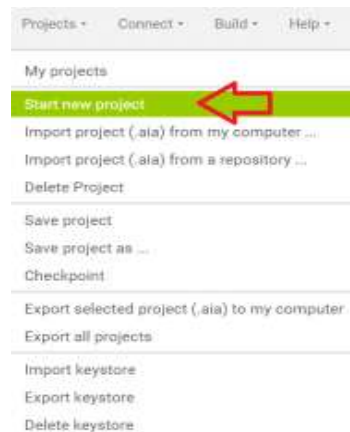 Projects Connect Build Help
My projects
Start new project
Import project (.aia) from my computer ...
Import project (.aia) from a repository ...
Delete Project
Save project
Save project as ...
Checkpoint
Export selected project (.aia) to my computer
Export all projects
Import keystore
Export keystore
Delete keystore